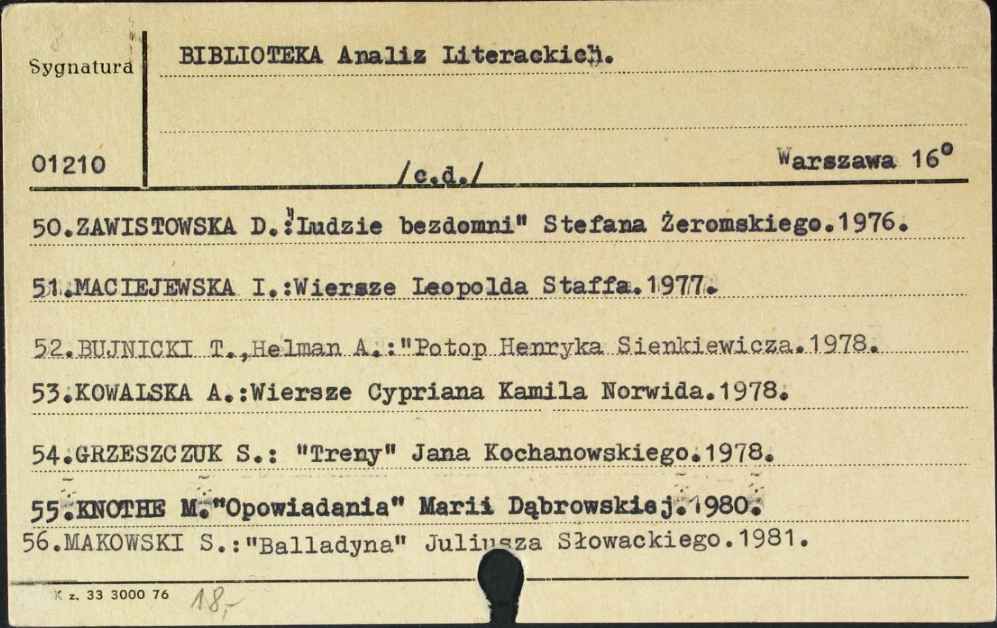 BIBLIOTEKA Analiz Literackich.
Sygnatura
01210
/c.d./
Warszawa 16°
50.ZAWISTOWSKA D.:"Ludzie bezdomni" Stefana Żeromskiego.1976.
51.MACIEJEWSKA I.:Wiersze Leopolda Staffa.1977.
52.BUJNICKI T.,Helman A.:"Potop Henryka Sienkiewicza.1978.
53.KOWALSKA A.:Wiersze Cypriana Kamila Norwida.1978.
54.GRZESZCZUK S.: "Treny" Jana Kochanowskiego.1978.
55.KNOTHE M."Opowiadania" Marii Dąbrowskiej.1980.
56.MAKOWSKI S.:"Balladyna" Juliusza Słowackiego.1981.
K z. 33 3000 76
18,-